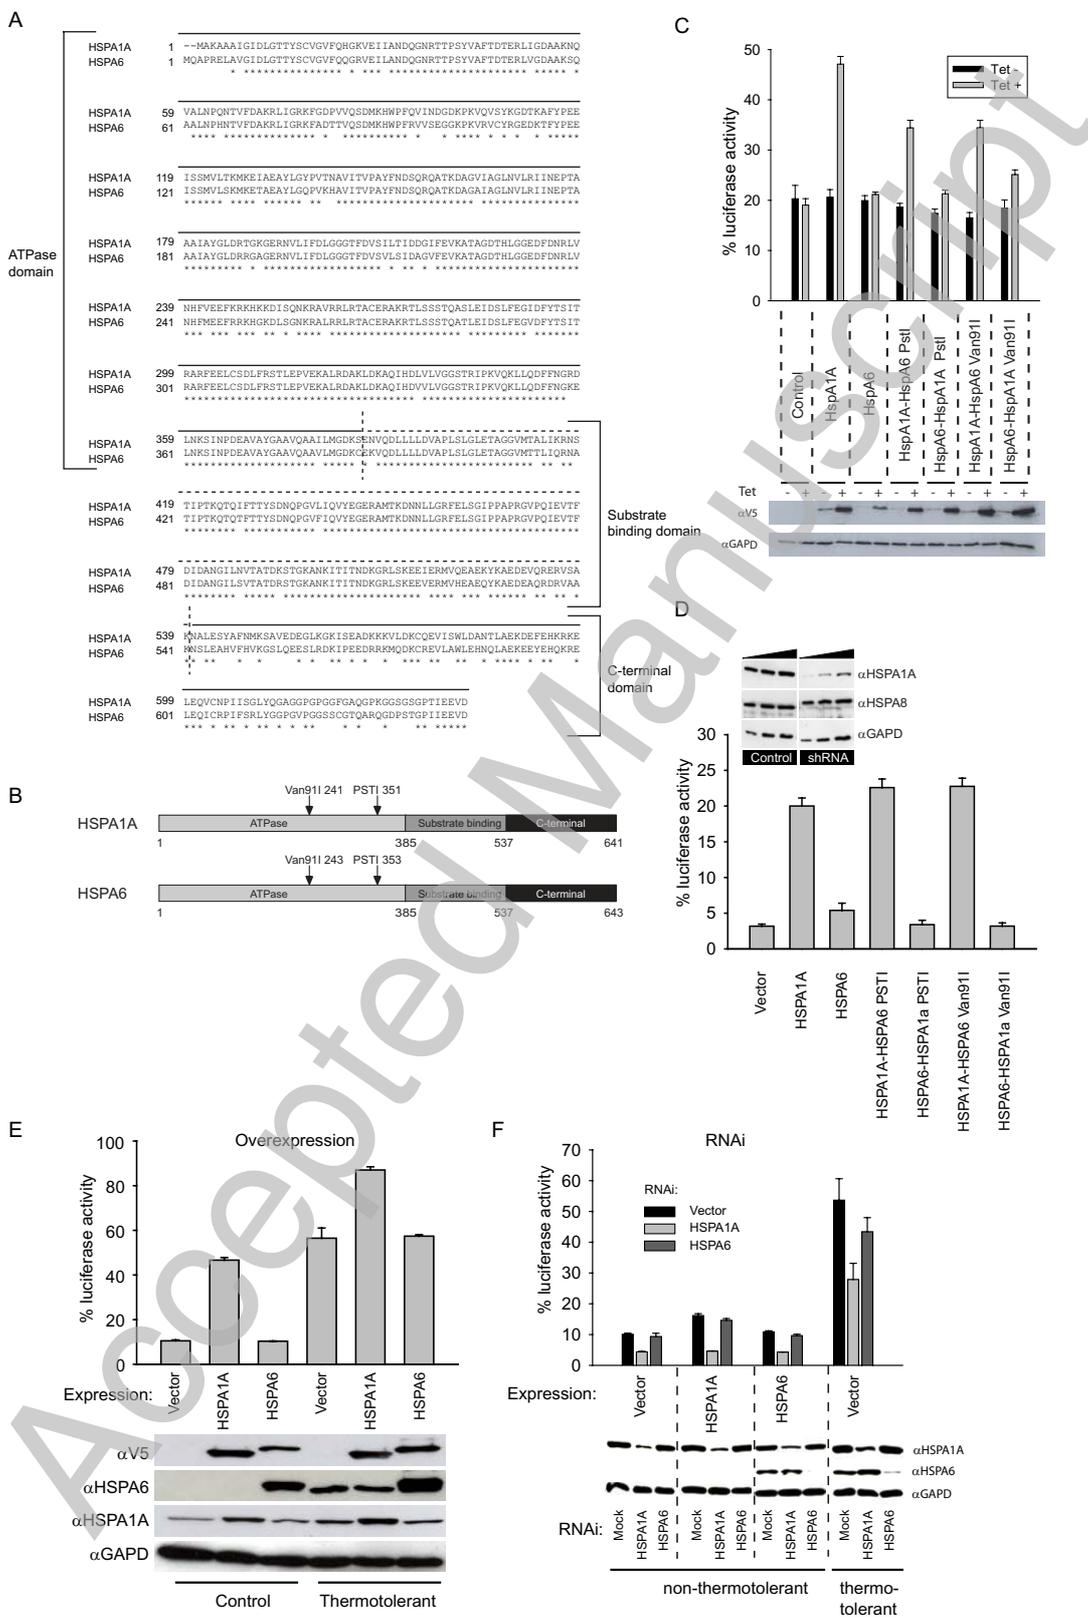 A
ATPase
domain
HSPA1A 1 --MAKAAAIGIDLGTTYSCVGVFQHGKVEIIANDQGNRTTPSYVAFTDTERLIGDAAKNQ
HSPA6 1 MQAPRELAVGIDLGTTYSCVGVFQQGRVEILANDQGNRTTPSYVAFTDTERLVGDAAKSQ
HSPA1A 59 VALNPQNTVFDAKRLIGRKFGDPVVQSDMKHWPFQVINDGDKPKVQVSYKGDTKAFYPEE
HSPA6 61 AALNPHNTVFDAKRLIGRKFADTTVQSDMKHWPFRVVSEGGKPKVRVCYRGEDKTFYPEE
HSPA1A 119 ISSMVLTKMKEIAEAYLGYPVTNAVITVPAYFNDSQRQATKDAGVIAGLNVLRIINEPTA
HSPA6 121 ISSMVLSKMKETAEAYLGQPVKHAVITVPAYFNDSQRQATKDAGAIAGLNVLRIINEPTA
HSPA1A 179 AAIAYGLDRTGKGERNVLIFDLGGGTFDVSILTIDDGIFEVKATAGDTHLGGEDFDNRLV
HSPA6 181 AAIAYGLDRRGAGERNVLIFDLGGGTFDVSVLSIDAGVFEVKATAGDTHLGGEDFDNRLV
HSPA1A 239 NHFVEEFKRKHKKDISQNKRAVRRLRTACERAKRTLSSSTQASLEIDSLFEGIDFYTSIT
HSPA6 241 NHFMEEFRRKHGKDLSGNKRALRRLRTACERAKRTLSSSTQATLEIDSLFEGVDFYTSIT
HSPA1A 299 RARFEELCSDLFRSTLEPVEKALRDAKLDKAQIHDLVLVGGSTRIPKVQKLLQDFFNGRD
HSPA6 301 RARFEELCSDLFRSTLEPVEKALRDAKLDKAQIHDVVLVGGSTRIPKVQKLLQDFFNGKE
HSPA1A 359 LNKSINPDEAVAYGAAVQAAILMGDKSENVQDLLLLDVAPLSLGLETAGGVMTALIKRNS
HSPA6 361 LNKSINPDEAVAYGAAVQAAVLMGDKCEKVQDLLLLDVAPLSLGLETAGGVMTTLIQRNA
HSPA1A 419 TIPTKQTQIFTTYSDNQPGVLIQVYEGERAMTKDNNLLGRFELSGIPPAPRGVPQIEVTF
HSPA6 421 TIPTKQTQTFTTYSDNQPGVFIQVYEGERAMTKDNNLLGRFELSGIPPAPRGVPQIEVTF
HSPA1A 479 DIDANGILNVTATDKSTGKANKITITNDKGRLSKEEIERMVQEAEKYKAEDEVQRERVSA
HSPA6 481 DIDANGILSVTATDRSTGKANKITITNDKGRLSKEEVERMVHEAEQYKAEDEAQRDRVAA
HSPA1A 539 KNALESYAFNMKSAVEDEGLKGKISEADKKKVLDKCQEVISWLDANTLAEKDEFEHKRKE
HSPA6 541 KNSLEAHVFHVKGSLQEESLRDKIPEEDRRKMQDKCREVLAWLEHNQLAEKEEYEHQKRE
HSPA1A 599 LEQVCNPIISGLYQGAGGPGPGGFGAQGPKGGSGSGPTIEEVD
HSPA6 601 LEQICRPIFSRLYGGPGVPGGSSCGTQARQGDPSTGPIIEEVD
Substrate
binding domain
C-terminal
domain
B
Van91I 241 PSTI 351
HSPA1A ATPase Substrate binding C-terminal
1 385 537 641
Van91I 243 PSTI 353
HSPA6 ATPase Substrate binding C-terminal
1 385 537 643
C
% luciferase activity
50
40
30
20
10
0
Tet -
Tet +
Control
HspA1A
HspA6
HspA1A-HspA6 PstI
HspA6-HspA1A PstI
HspA1A-HspA6 Van91I
HspA6-HspA1A Van91I
Tet - + - + - + - + - + - + - +
αV5
αGAPD
D
αHSPA1A
αHSPA8
αGAPD
Control shRNA
% luciferase activity
30
25
20
15
10
5
0
Vector
HSPA1A
HSPA6
HSPA1A-HSPA6 PSTI
HSPA6-HSPA1a PSTI
HSPA1A-HSPA6 Van91I
HSPA6-HSPA1a Van91I
E
Overexpression
% luciferase activity
100
80
60
40
20
0
Expression: Vector HSPA1A HSPA6 Vector HSPA1A HSPA6
αV5
αHSPA6
αHSPA1A
αGAPD
Control Thermotolerant
F
RNAi
% luciferase activity
70
60
50
40
30
20
10
0
RNAi:
Vector
HSPA1A
HSPA6
Expression: Vector HSPA1A HSPA6 Vector
αHSPA1A
αHSPA6
αGAPD
RNAi: Mock HSPA1A HSPA6 Mock HSPA1A HSPA6 Mock HSPA1A HSPA6 Mock HSPA1A HSPA6
non-thermotolerant
thermo-
tolerant
Accepted Manuscript